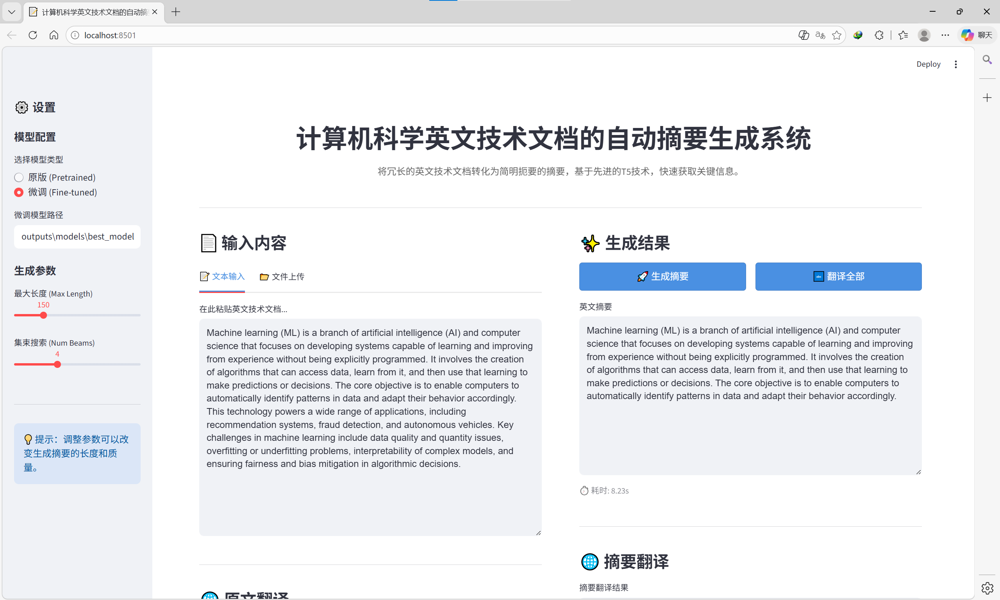 计算机科学英文技术文档的自动摘
localhost:8501
聊天
Deploy
设置
模型配置
选择模型类型
原版 (Pretrained)
微调 (Fine-tuned)
微调模型路径
outputs\models\best_model
生成参数
最大长度 (Max Length)
150
集束搜索 (Num Beams)
4
提示：调整参数可以改
变生成摘要的长度和质
量。
计算机科学英文技术文档的自动摘要生成系统
将冗长的英文技术文档转化为简明扼要的摘要，基于先进的T5技术，快速获取关键信息。
输入内容
文本输入
文件上传
在此粘贴英文技术文档...
Machine learning (ML) is a branch of artificial intelligence (AI) and computer
science that focuses on developing systems capable of learning and improving
from experience without being explicitly programmed. It involves the creation
of algorithms that can access data, learn from it, and then use that learning to
make predictions or decisions. The core objective is to enable computers to
automatically identify patterns in data and adapt their behavior accordingly.
This technology powers a wide range of applications, including
recommendation systems, fraud detection, and autonomous vehicles. Key
challenges in machine learning include data quality and quantity issues,
overfitting or underfitting problems, interpretability of complex models, and
ensuring fairness and bias mitigation in algorithmic decisions.
原文翻译
生成结果
生成摘要
abc 翻译全部
英文摘要
Machine learning (ML) is a branch of artificial intelligence (AI) and computer
science that focuses on developing systems capable of learning and improving
from experience without being explicitly programmed. It involves the creation
of algorithms that can access data, learn from it, and then use that learning to
make predictions or decisions. The core objective is to enable computers to
automatically identify patterns in data and adapt their behavior accordingly.
耗时: 8.23s
摘要翻译
摘要翻译结果